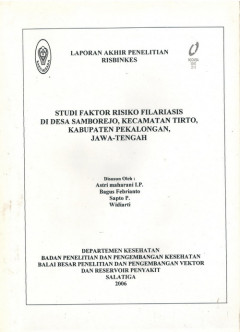 LAPORAN AKHIR PENELITIAN
RISBINKES
STUDI FAKTOR RISIKO FILARIASIS
DI DESA SAMBOREJO, KECAMATAN TIRTO,
KABUPATEN PEKALONGAN,
JAWA-TENGAH
Disusun Oleh :
Astri maharani I.P.
Bagus Febrianto
Sapto P.
Widiarti
DEPARTEMEN KESEHATAN
BADAN PENELITIAN DAN PENGEMBANGAN KESEHATAN
BALAI BESAR PENELITIAN DAN PENGEMBANGAN VEKTOR
DAN RESERVOIR PENYAKIT
SALATIGA
2006